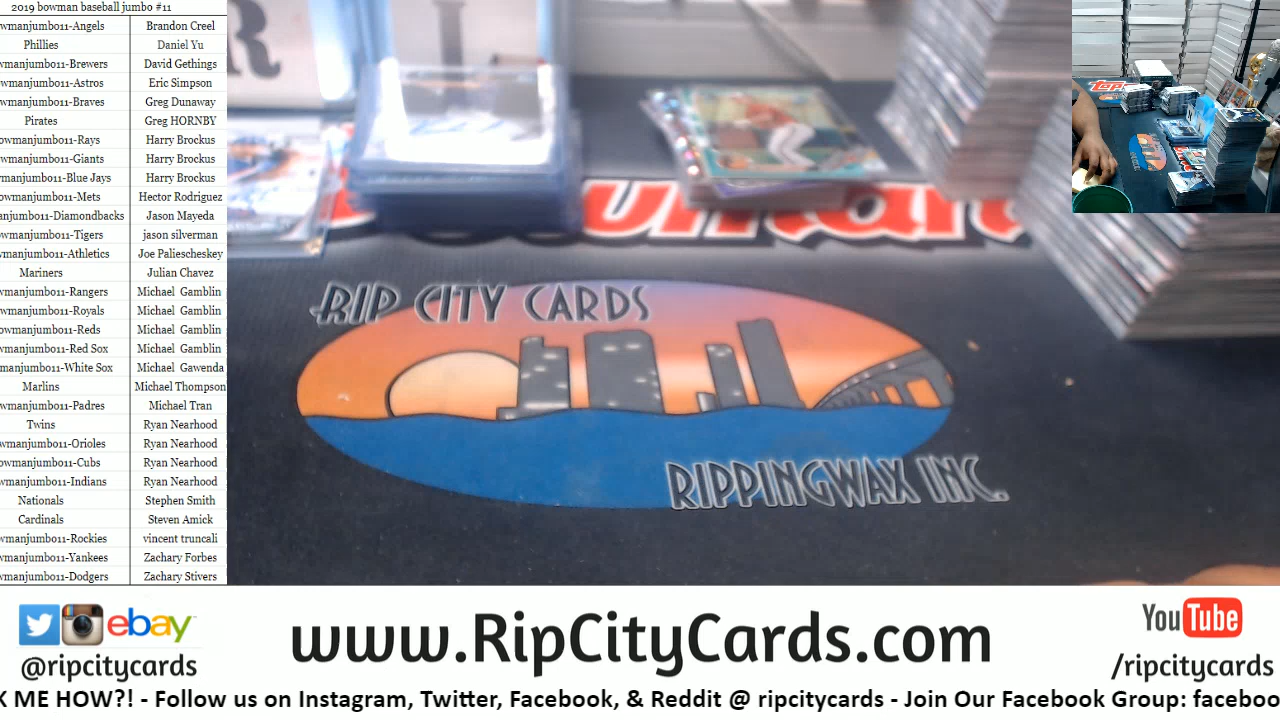 2019 bowman baseball jumbo #11
wmanjumbo11-Angels Brandon Creel
Phillies Daniel Yu
wmanjumbo11-Brewers David Gethings
wmanjumbo11-Astros Eric Simpson
wmanjumbo11-Braves Greg Dunaway
Pirates Greg HORNBY
owmanjumbo11-Rays Harry Brockus
owmanjumbo11-Giants Harry Brockus
manjumbo11-Blue Jays Harry Brockus
owmanjumbo11-Mets Hector Rodriguez
anjumbo11-Diamondbacks Jason Mayeda
owmanjumbo11-Tigers jason silverman
wmanjumbo11-Athletics Joe Paliescheskey
Mariners Julian Chavez
wmanjumbo11-Rangers Michael Gamblin
wmanjumbo11-Royals Michael Gamblin
owmanjumbo11-Reds Michael Gamblin
wmanjumbo11-Red Sox Michael Gamblin
manjumbo11-White Sox Michael Gawenda
Marlins Michael Thompson
wmanjumbo11-Padres Michael Tran
Twins Ryan Nearhood
wmanjumbo11-Orioles Ryan Nearhood
owmanjumbo11-Cubs Ryan Nearhood
wmanjumbo11-Indians Ryan Nearhood
Nationals Stephen Smith
Cardinals Steven Amick
wmanjumbo11-Rockies vincent truncali
wmanjumbo11-Yankees Zachary Forbes
wmanjumbo11-Dodgers Zachary Stivers
RIP CITY CARDS
RIPPINGWAX INC.
ebay
@ripcitycards
www.RipCityCards.com
YouTube
/ripcitycards
K ME HOW?! - Follow us on Instagram, Twitter, Facebook, & Reddit @ ripcitycards - Join Our Facebook Group: faceboo